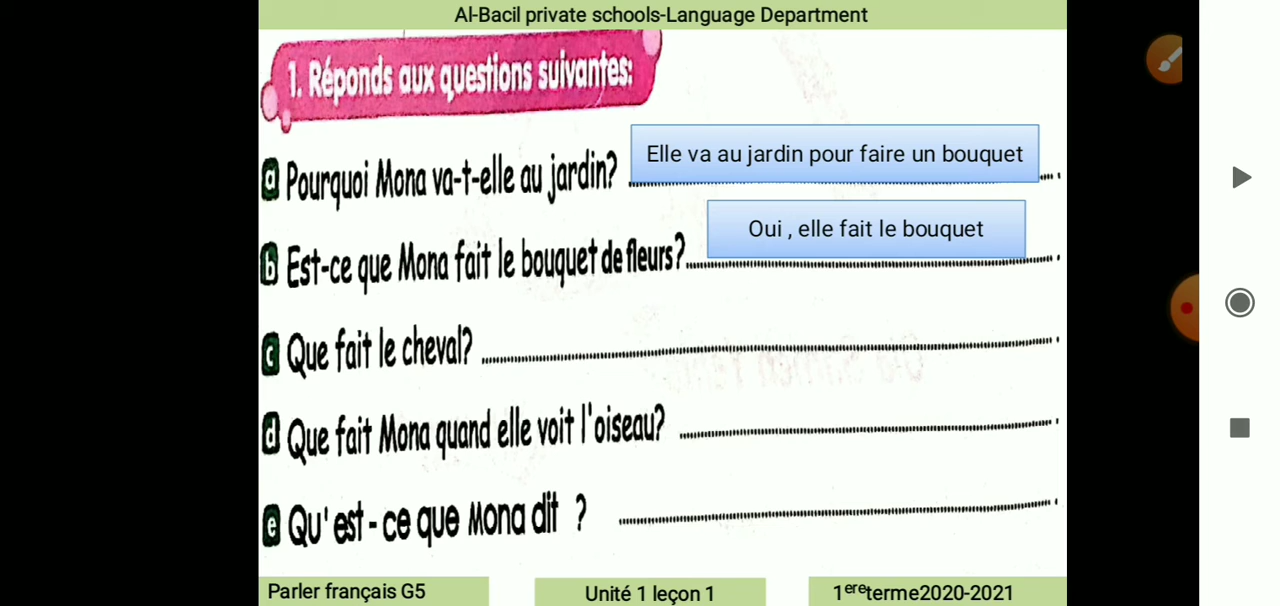 Al-Bacil private schools-Language Department
1. Réponds aux questions suivantes:
a Pourquoi Mona va-t-elle au jardin? Elle va au jardin pour faire un bouquet
b Est-ce que Mona fait le bouquet de fleurs? Oui , elle fait le bouquet
c Que fait le cheval?
d Que fait Mona quand elle voit l'oiseau?
e Qu'est-ce que Mona dit ?
Parler français G5 Unité 1 leçon 1 1ereterme2020-2021